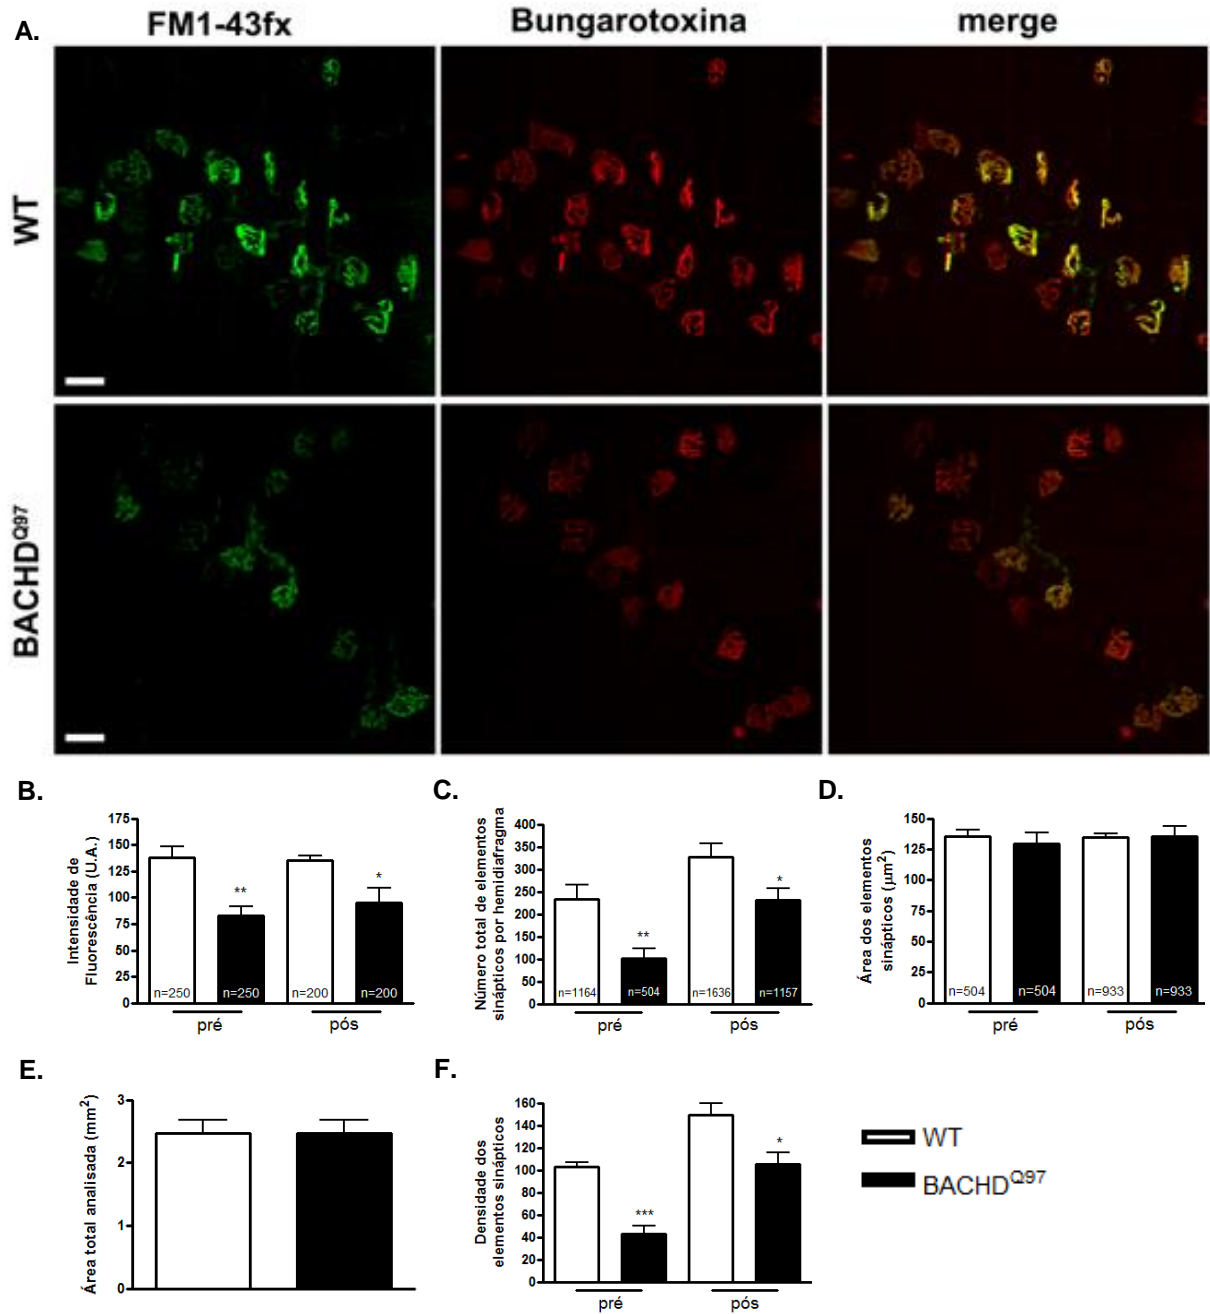 A.
FM1-43fx
Bungarotoxina
merge
WT
BACHD^Q97
B.
Intensidade de
Fluorescência (U.A.)
175
150
125
100
75
50
25
0
**
*
n=250
n=250
n=200
n=200
pré
pós
C.
Número total de elementos
sinápticos por hemidiafragma
400
350
300
250
200
150
100
50
0
**
*
n=1164
n=504
n=1636
n=1157
pré
pós
D.
Área dos elementos
sinápticos (µm²)
150
125
100
75
50
25
0
n=504
n=504
n=933
n=933
pré
pós
E.
Área total analisada (mm²)
3
2
1
0
F.
Densidade dos
elementos sinápticos
160
140
120
100
80
60
40
20
0
***
*
pré
pós
WT
BACHD^Q97